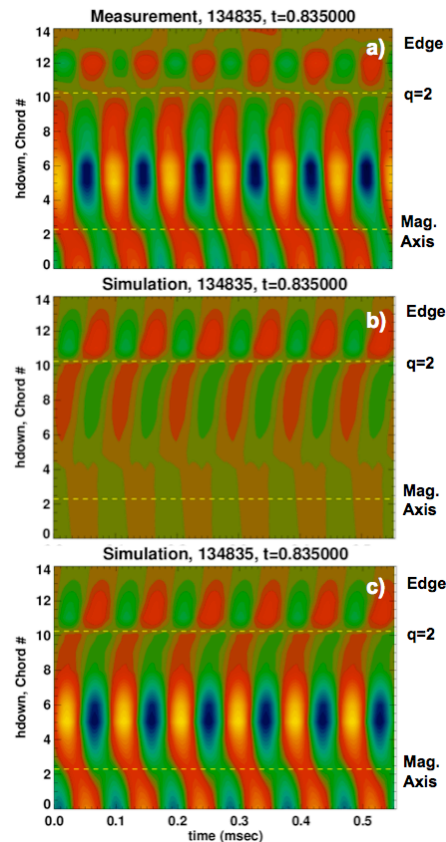 Measurement, 134835, t=0.835000
14
12
10
8
6
4
2
0
hdown, Chord #
a)
Edge
q=2
Mag.
Axis
Simulation, 134835, t=0.835000
14
12
10
8
6
4
2
0
hdown, Chord #
b)
Edge
q=2
Mag.
Axis
Simulation, 134835, t=0.835000
14
12
10
8
6
4
2
0
hdown, Chord #
c)
Edge
q=2
Mag.
Axis
0.0 0.1 0.2 0.3 0.4 0.5
time (msec)